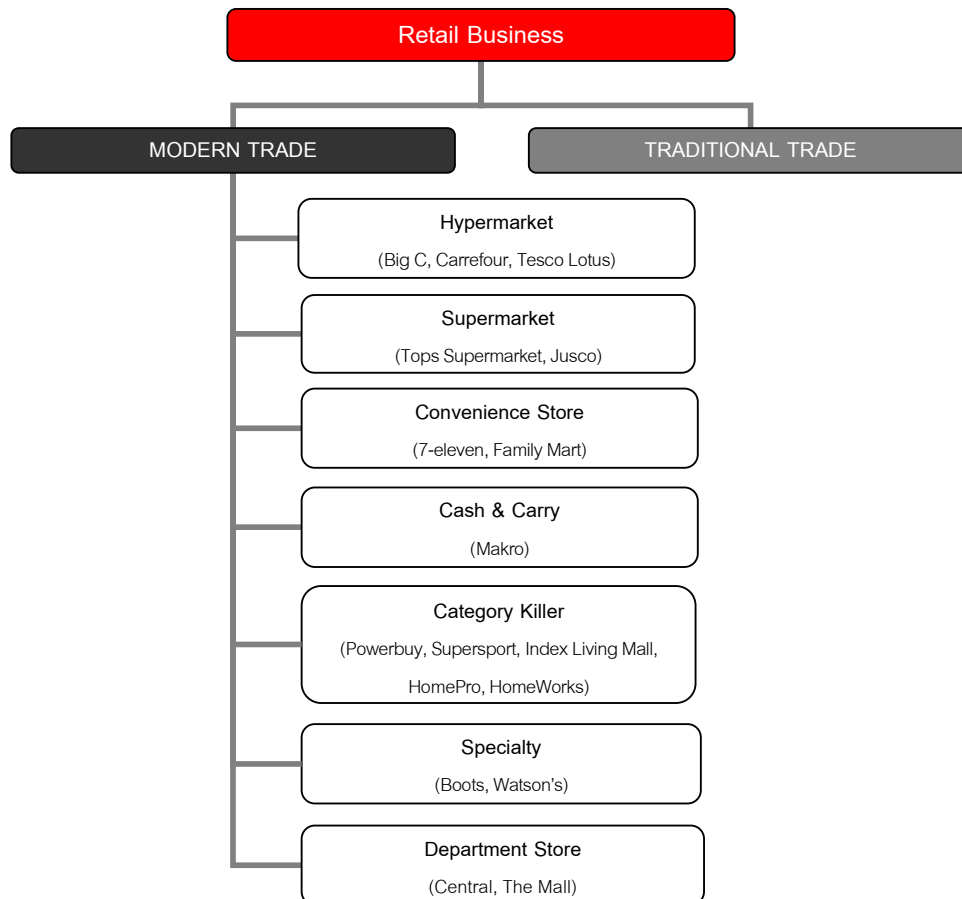 Retail Business
MODERN TRADE
TRADITIONAL TRADE
Hypermarket
(Big C, Carrefour, Tesco Lotus)
Supermarket
(Tops Supermarket, Jusco)
Convenience Store
(7-eleven, Family Mart)
Cash & Carry
(Makro)
Category Killer
(Powerbuy, Supersport, Index Living Mall,
HomePro, HomeWorks)
Specialty
(Boots, Watson’s)
Department Store
(Central, The Mall)